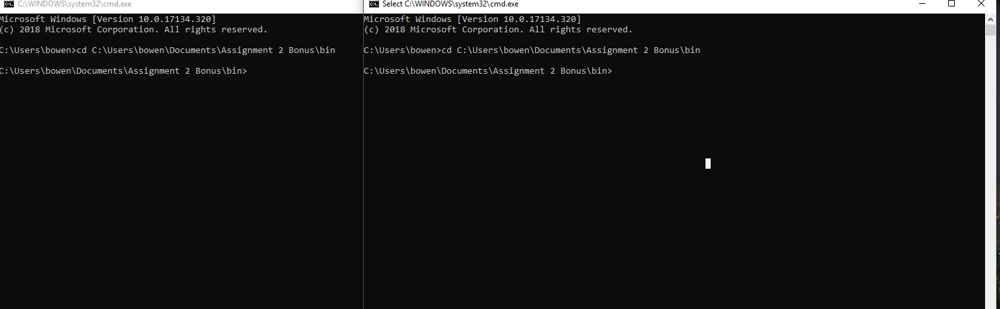 C:\WINDOWS\system32\cmd.exe
Microsoft Windows [Version 10.0.17134.320]
(c) 2018 Microsoft Corporation. All rights reserved.
C:\Users\bowen>cd C:\Users\bowen\Documents\Assignment 2 Bonus\bin
C:\Users\bowen\Documents\Assignment 2 Bonus\bin>
Select C:\WINDOWS\system32\cmd.exe
Microsoft Windows [Version 10.0.17134.320]
(c) 2018 Microsoft Corporation. All rights reserved.
C:\Users\bowen>cd C:\Users\bowen\Documents\Assignment 2 Bonus\bin
C:\Users\bowen\Documents\Assignment 2 Bonus\bin>